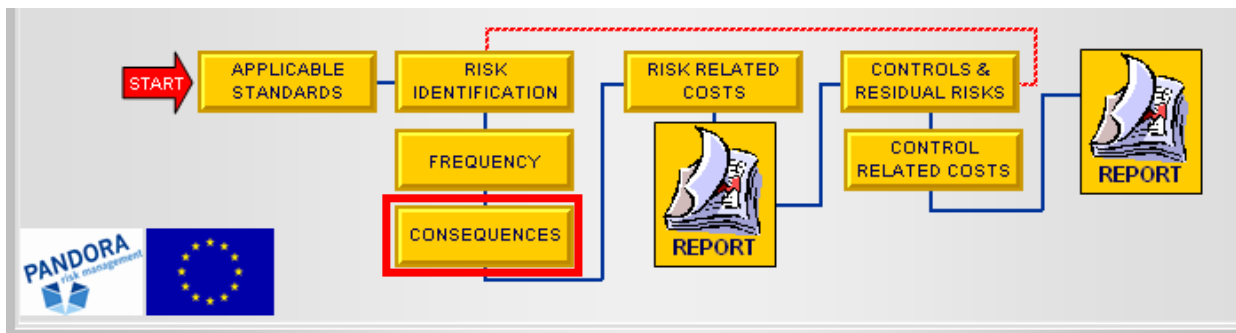 START
APPLICABLE
STANDARDS
RISK
IDENTIFICATION
FREQUENCY
CONSEQUENCES
RISK RELATED
COSTS
REPORT
CONTROLS &
RESIDUAL RISKS
CONTROL
RELATED COSTS
REPORT
PANDORA
risk management